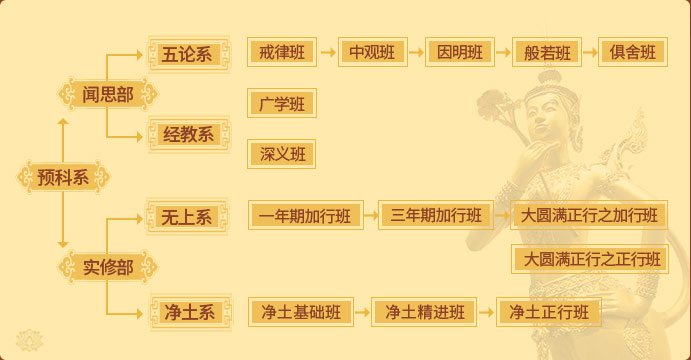 五论系
戒律班
中观班
因明班
般若班
俱舍班
闻思部
广学班
经教系
深义班
预科系
无上系
一年期加行班
三年期加行班
大圆满正行之加行班
大圆满正行之正行班
实修部
净土系
净土基础班
净土精进班
净土正行班